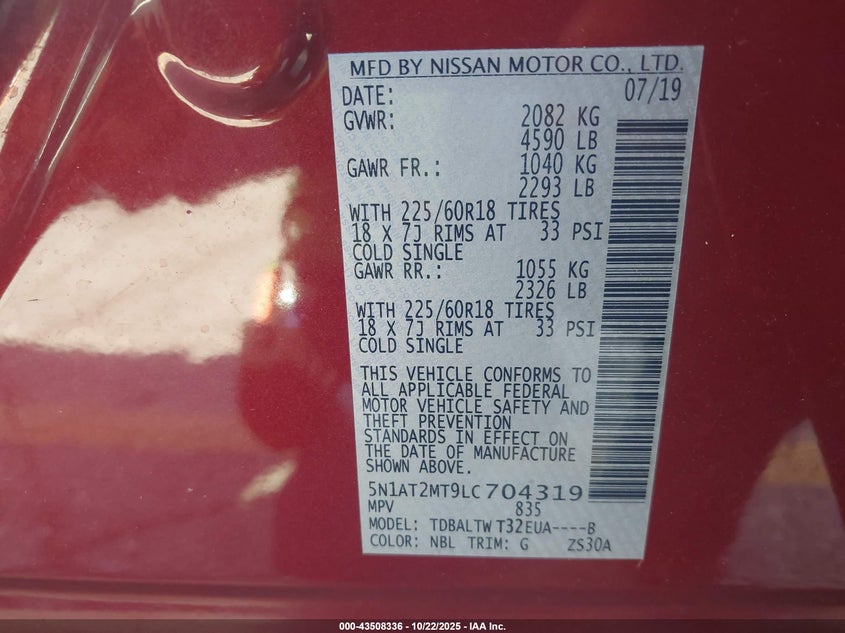 MFD BY NISSAN MOTOR CO., LTD.
DATE: 07/19
GVWR: 2082 KG
4590 LB
GAWR FR.: 1040 KG
2293 LB
WITH 225/60R18 TIRES
18 X 7J RIMS AT 33 PSI
COLD SINGLE
GAWR RR.: 1055 KG
2326 LB
WITH 225/60R18 TIRES
18 X 7J RIMS AT 33 PSI
COLD SINGLE
THIS VEHICLE CONFORMS TO
ALL APPLICABLE FEDERAL
MOTOR VEHICLE SAFETY AND
THEFT PREVENTION
STANDARDS IN EFFECT ON
THE DATE OF MANUFACTURE
SHOWN ABOVE.
5N1AT2MT9LC704319
MPV 835
MODEL: TDBALTW T32EUA----B
COLOR: NBL TRIM: G ZS30A
000-43508336 - 10/22/2025 - IAA Inc.